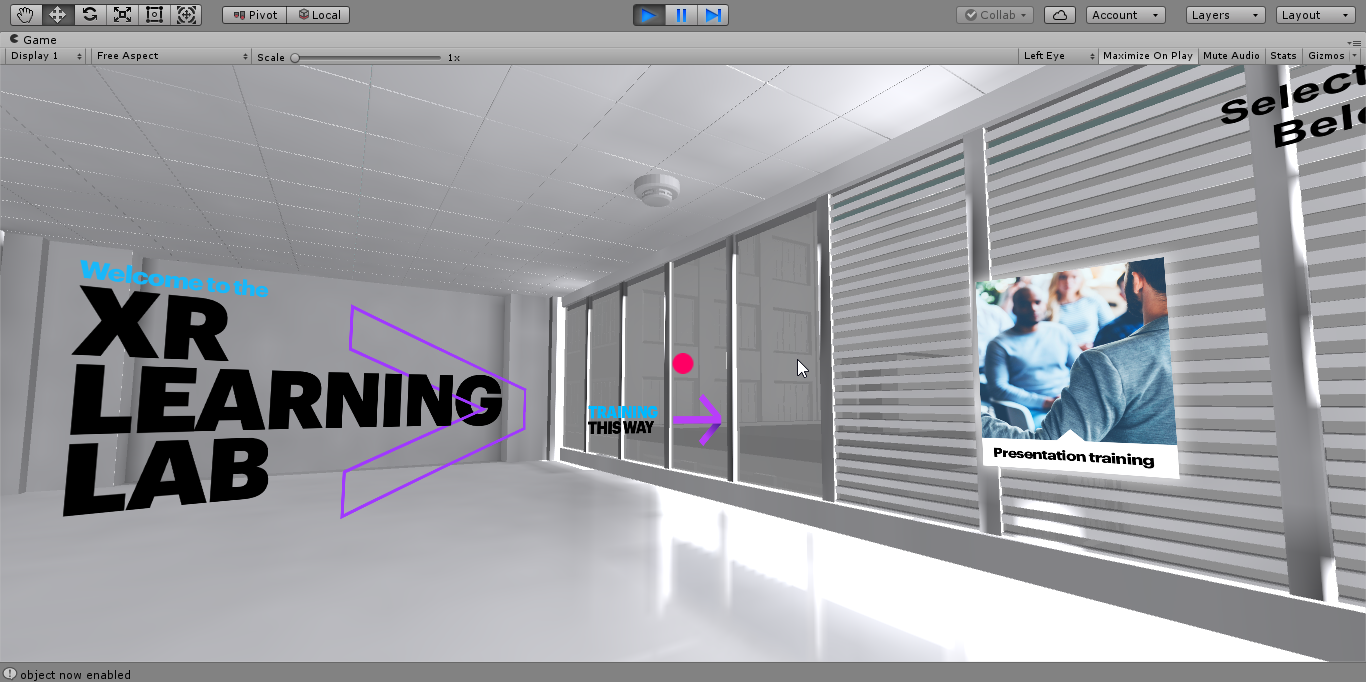 Pivot Local Collab Account Layers Layout
Game
Display 1 Free Aspect Scale 1x Left Eye Maximize On Play Mute Audio Stats Gizmos
Select
Welcome to the
XR
LEARNING
LAB
TRAINING
THIS WAY
Presentation training
object now enabled